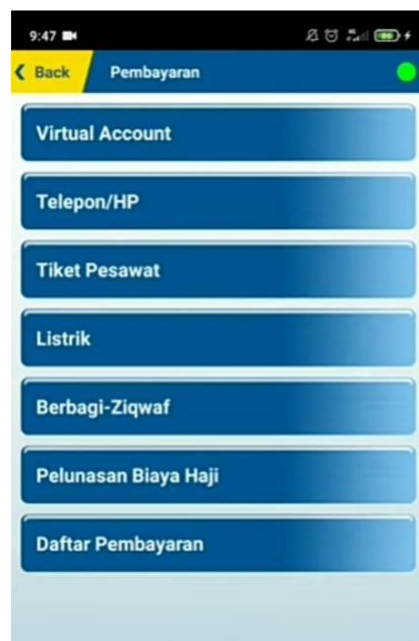 9:47
Back
Pembayaran
Virtual Account
Telepon/HP
Tiket Pesawat
Listrik
Berbagi-Ziqwaf
Pelunasan Biaya Haji
Daftar Pembayaran